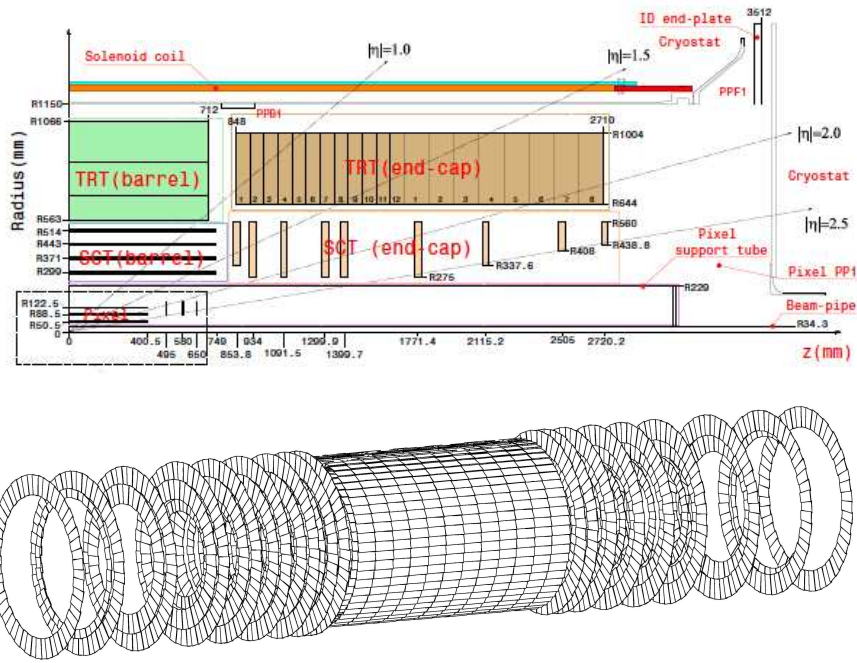 3512
ID end-plate
Cryostat
|η|=1.0
|η|=1.5
Solenoid coil
PPF1
R1150
712
PPB1
R1066
848
2710
R1004
|η|=2.0
TRT(barrel)
TRT(end-cap)
Cryostat
Radius(mm)
1 2 3 4 5 6 7 8 9 10 11 12 1 2 3 4 5 6 7 8
R644
R563
R514
R560
|η|=2.5
R443
SCT(barrel)
SCT (end-cap)
R438.8
Pixel
support tube
R408
R371
R337.6
R299
R275
Pixel PP1
R229
R122.5
Pixel
Beam-pipe
R88.5
R50.5
R34.3
0
0
400.5
580
749
934
1299.9
1771.4
2115.2
2505
2720.2
z(mm)
495
650
853.8
1091.5
1399.7